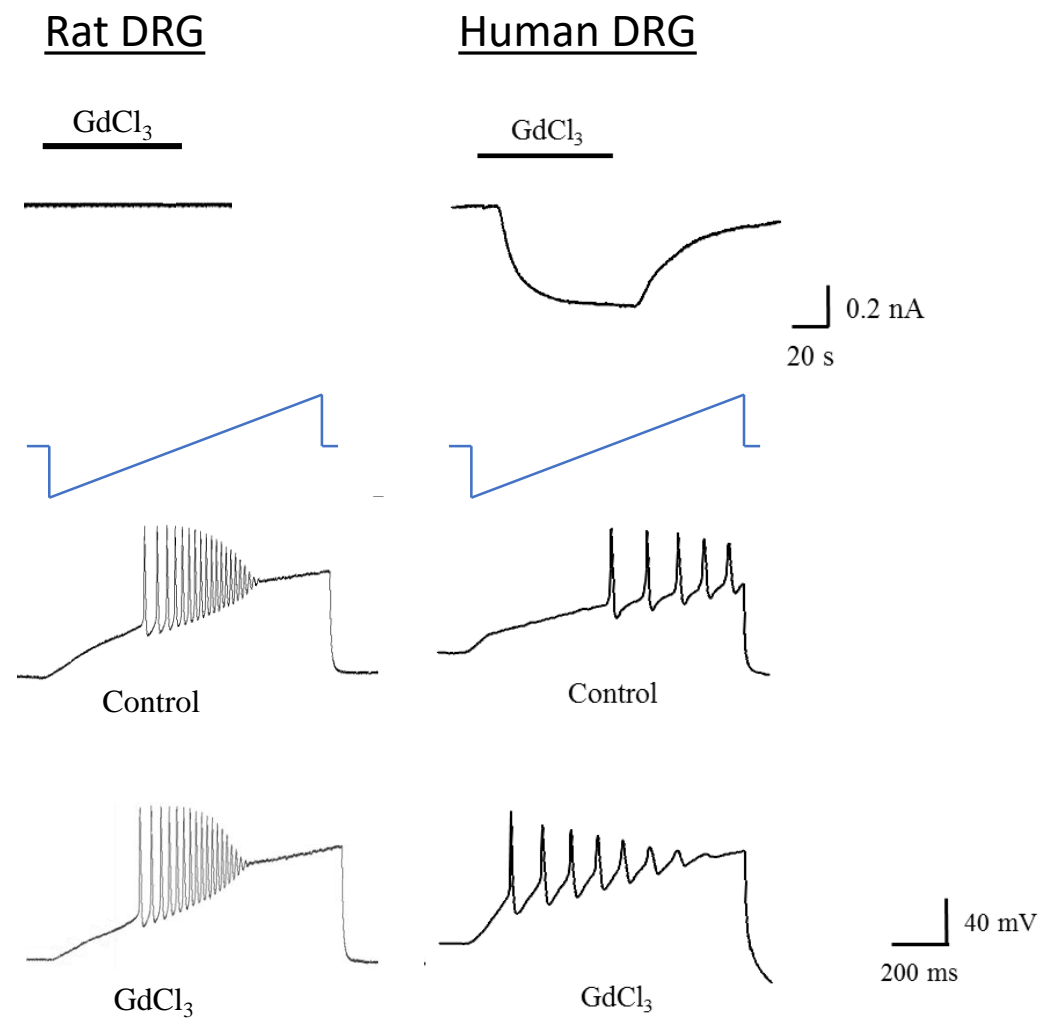 Rat DRG
Human DRG
GdCl₃
GdCl₃
0.2 nA
20 s
Control
Control
40 mV
200 ms
GdCl₃
GdCl₃